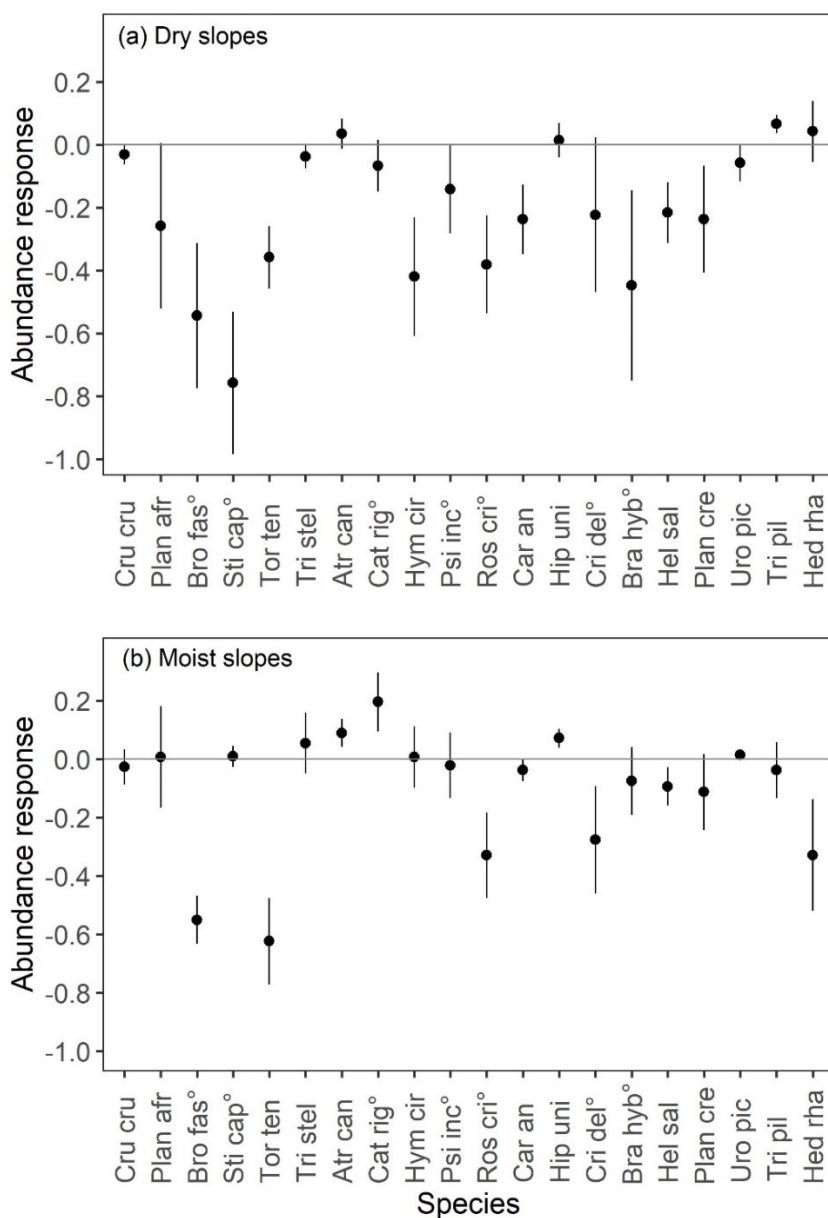 (a) Dry slopes
Abundance response
0.2
0.0
-0.2
-0.4
-0.6
-0.8
-1.0
Cru cru
Plan afr
Bro fas°
Sti cap°
Tor ten
Tri stel
Atr can
Cat rig°
Hym cir
Psi inc°
Ros cri°
Car an
Hip uni
Cri del°
Bra hyb°
Hel sal
Plan cre
Uro pic
Tri pil
Hed rha
(b) Moist slopes
Abundance response
0.2
0.0
-0.2
-0.4
-0.6
-0.8
-1.0
Cru cru
Plan afr
Bro fas°
Sti cap°
Tor ten
Tri stel
Atr can
Cat rig°
Hym cir
Psi inc°
Ros cri°
Car an
Hip uni
Cri del°
Bra hyb°
Hel sal
Plan cre
Uro pic
Tri pil
Hed rha
Species